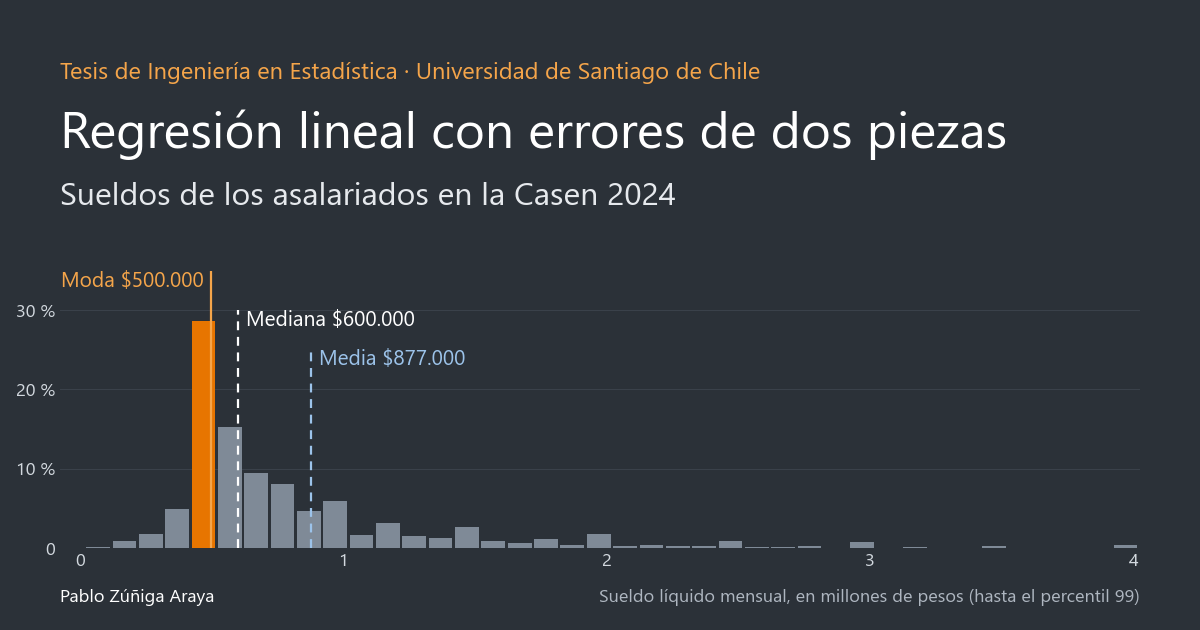 Tesis de Ingeniería en Estadística · Universidad de Santiago de Chile
Regresión lineal con errores de dos piezas
Sueldos de los asalariados en la Casen 2024
Moda $500.000
30 %
Mediana $600.000
Media $877.000
20 %
10 %
0
0 1 2 3 4
Pablo Zúñiga Araya
Sueldo líquido mensual, en millones de pesos (hasta el percentil 99)